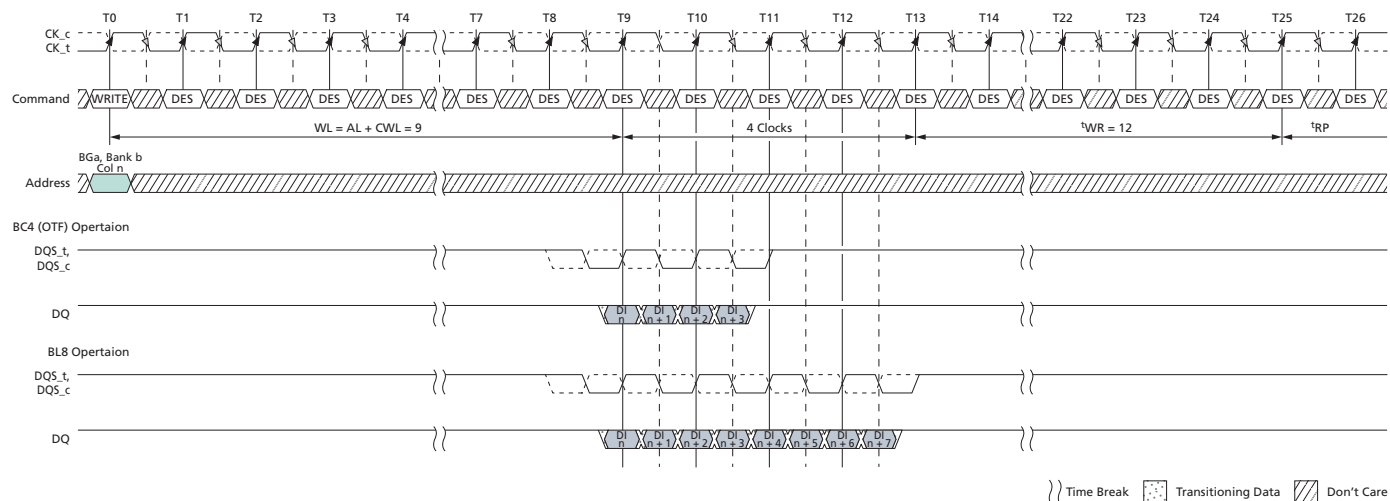 T0 T1 T2 T3 T4 T7 T8 T9 T10 T11 T12 T13 T14 T22 T23 T24 T25 T26
CK_c
CK_t
Command WRITE DES DES DES DES DES DES DES DES DES DES DES DES DES DES DES DES DES
WL = AL + CWL = 9 4 Clocks tWR = 12 tRP
BGa, Bank b
Col n
Address
BC4 (OTF) Opertaion
DQS_t,
DQS_c
DQ DI n DI n + 1 DI n + 2 DI n + 3
BL8 Opertaion
DQS_t,
DQS_c
DQ DI n DI n + 1 DI n + 2 DI n + 3 DI n + 4 DI n + 5 DI n + 6 DI n + 7
Time Break Transitioning Data Don't Care